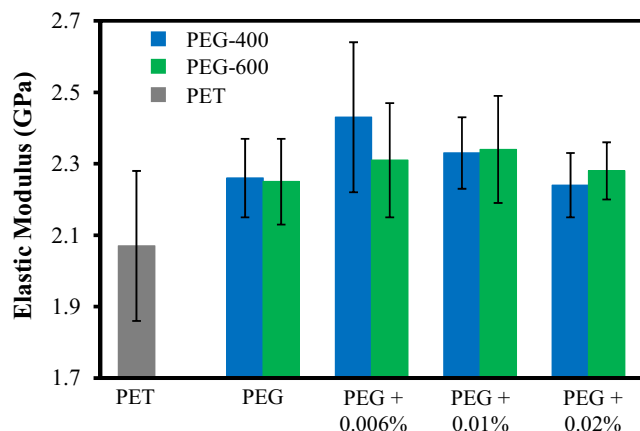 2.7
PEG-400
PEG-600
PET
2.5
2.3
2.1
1.9
1.7
Elastic Modulus (GPa)
PET
PEG
PEG +
0.006%
PEG +
0.01%
PEG +
0.02%